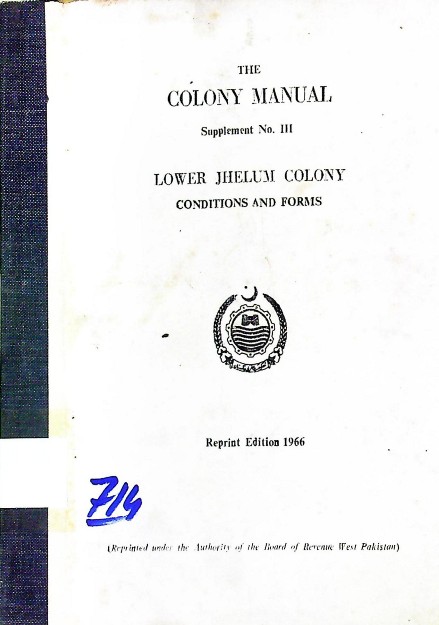 THE
COLONY MANUAL
Supplement No. III
LOWER JHELUM COLONY
CONDITIONS AND FORMS
Reprint Edition 1966
714
(Reprinted under the Authority of the Board of Revenue West Pakistan)